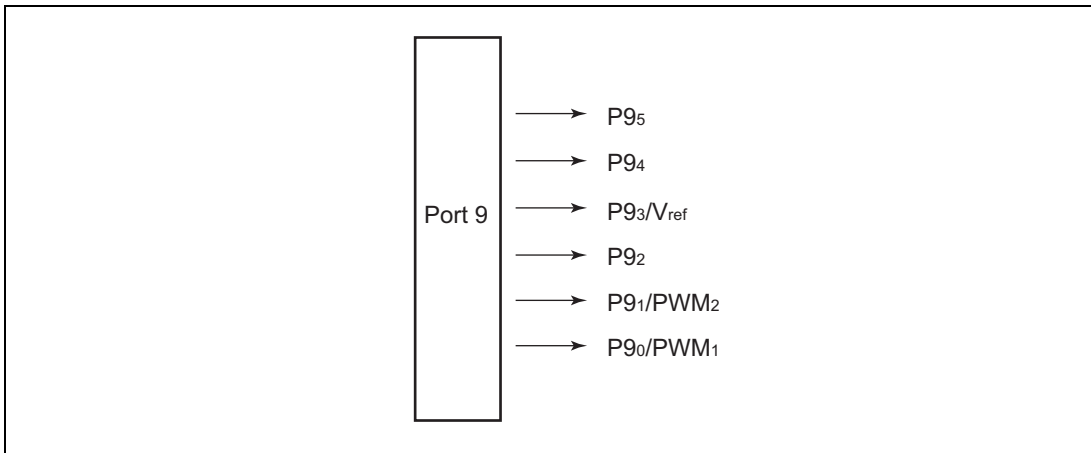 P9₅
P9₄
Port 9
P9₃/Vref
P9₂
P9₁/PWM₂
P9₀/PWM₁